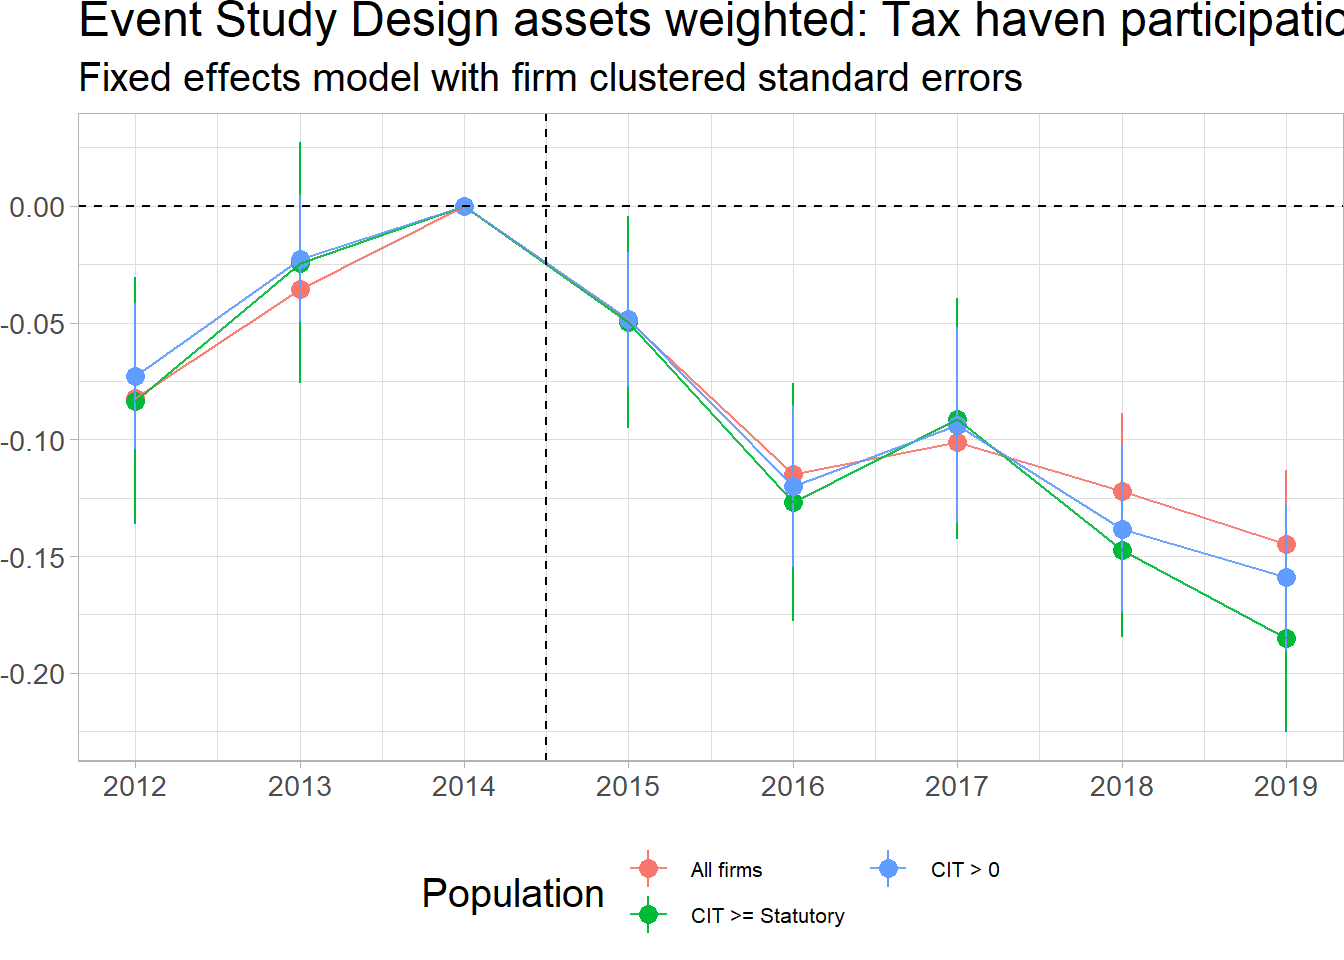 Event Study Design assets weighted: Tax haven participatio
Fixed effects model with firm clustered standard errors
0.00
-0.05
-0.10
-0.15
-0.20
2012 2013 2014 2015 2016 2017 2018 2019
Population
All firms
CIT >= Statutory
CIT > 0